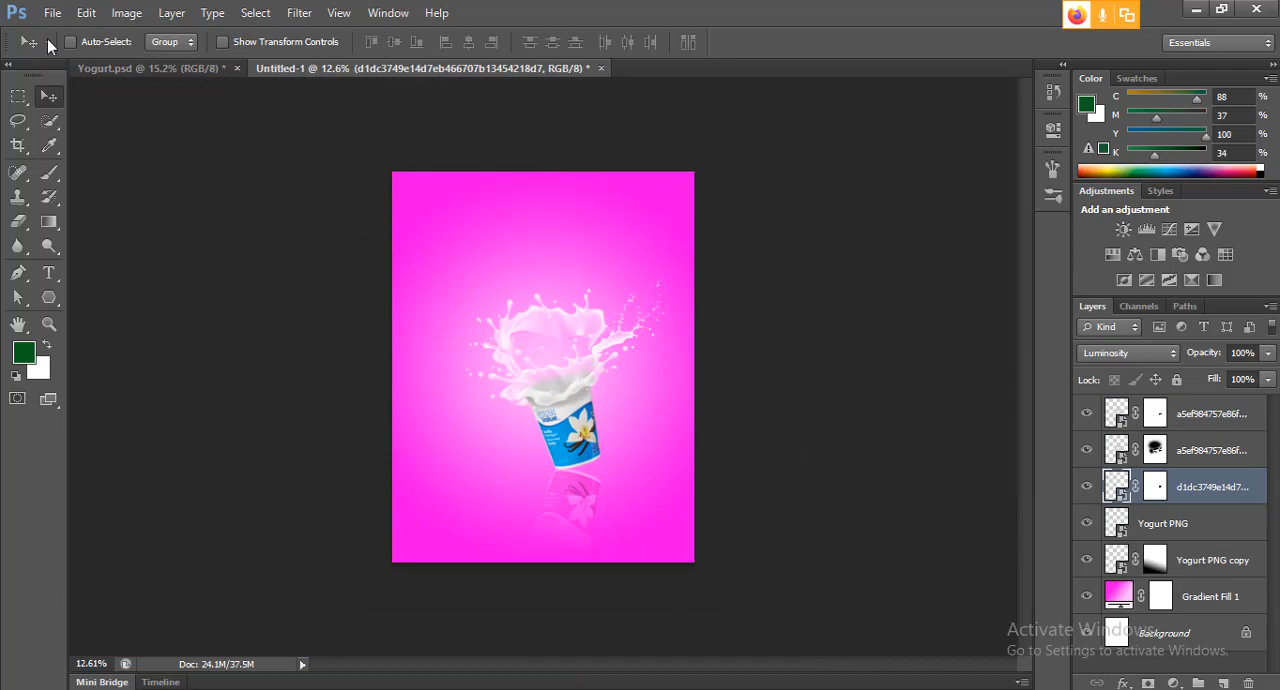 Ps File Edit Image Layer Type Select Filter View Window Help
Auto-Select: Group Show Transform Controls Essentials
Yogurt.psd @ 15.2% (RGB/8) * × Untitled-1 @ 12.6% (d1dc3749e14d7eb466707b13454218d7, RGB/8) * ×
Color Swatches
C 88 %
M 37 %
Y 100 %
K 34 %
Adjustments Styles
Add an adjustment
Layers Channels Paths
Kind
Luminosity Opacity: 100%
Lock: Fill: 100%
a5ef984757e86f...
a5ef984757e86f...
d1dc3749e14d7...
Yogurt PNG
Yogurt PNG copy
Gradient Fill 1
Background
Activate Windows
Go to Settings to activate Windows.
value
12.61% Doc: 24.1M/37.5M
Mini Bridge Timeline